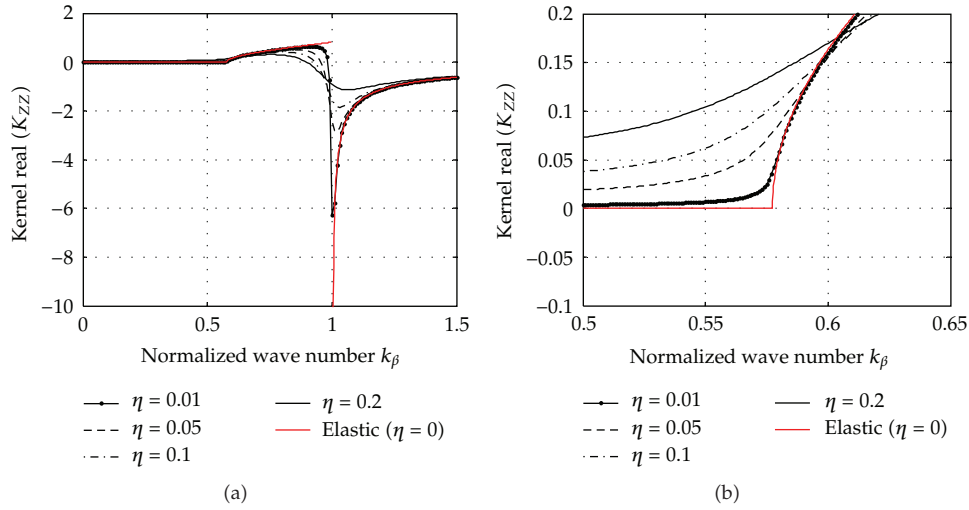 2
0
−2
−4
−6
−8
−10
Kernel real (K_ZZ)
0
0.5
1
1.5
Normalized wave number k_β
η = 0.01
η = 0.05
η = 0.1
η = 0.2
Elastic (η = 0)
(a)
0.2
0.15
0.1
0.05
0
−0.05
−0.1
Kernel real (K_ZZ)
0.5
0.55
0.6
0.65
Normalized wave number k_β
η = 0.01
η = 0.05
η = 0.1
η = 0.2
Elastic (η = 0)
(b)